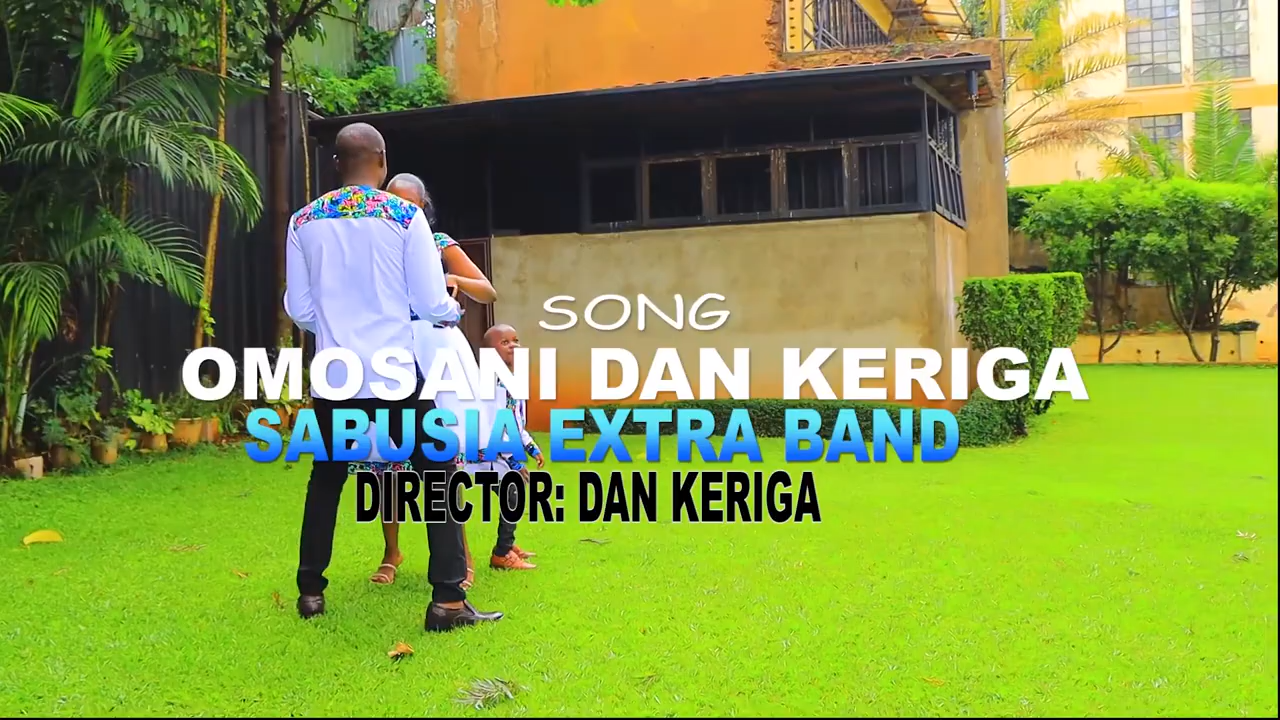 SONG
OMOSANI DAN KERIGA
SABUSIA EXTRA BAND
DIRECTOR: DAN KERIGA